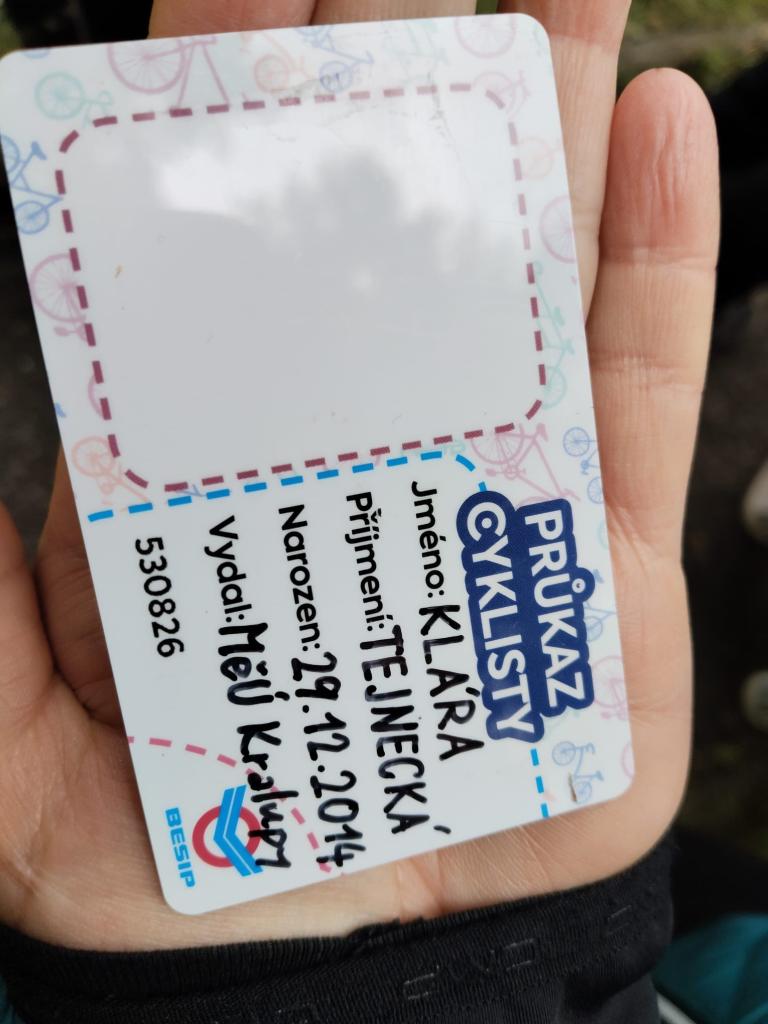 PRŮKAZ
CYKLISTY
Jméno: KLÁRA
Příjmení: TEJNECKÁ
Narozen: 29.12.2014
Vydal: MěÚ Kralupy
530826
BESIP